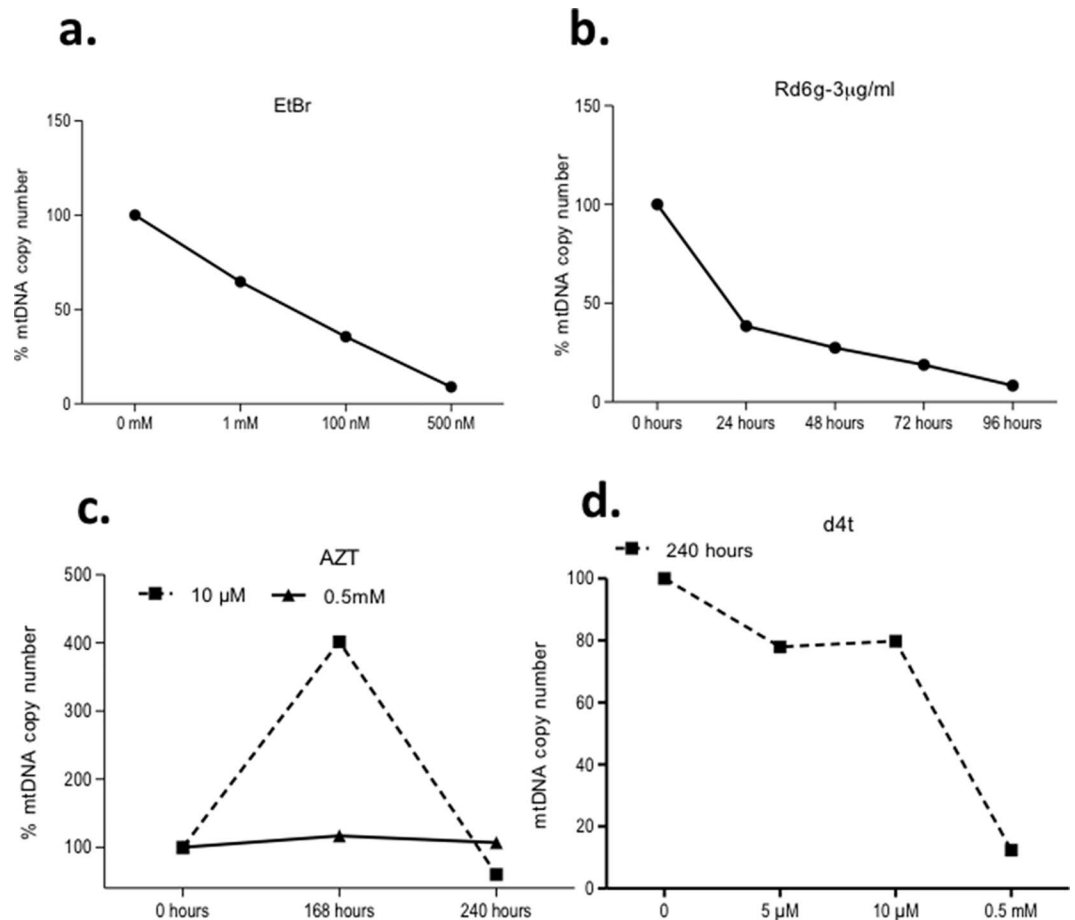 a.
EtBr
% mtDNA copy number
150
100
50
0
0 mM
1 mM
100 nM
500 nM
b.
Rd6g-3μg/ml
% mtDNA copy number
150
100
50
0
0 hours
24 hours
48 hours
72 hours
96 hours
c.
AZT
10 μM
0.5mM
% mtDNA copy number
500
400
300
200
100
0 hours
168 hours
240 hours
d.
d4t
240 hours
mtDNA copy number
100
80
60
40
20
0
0
5 μM
10 μM
0.5 mM